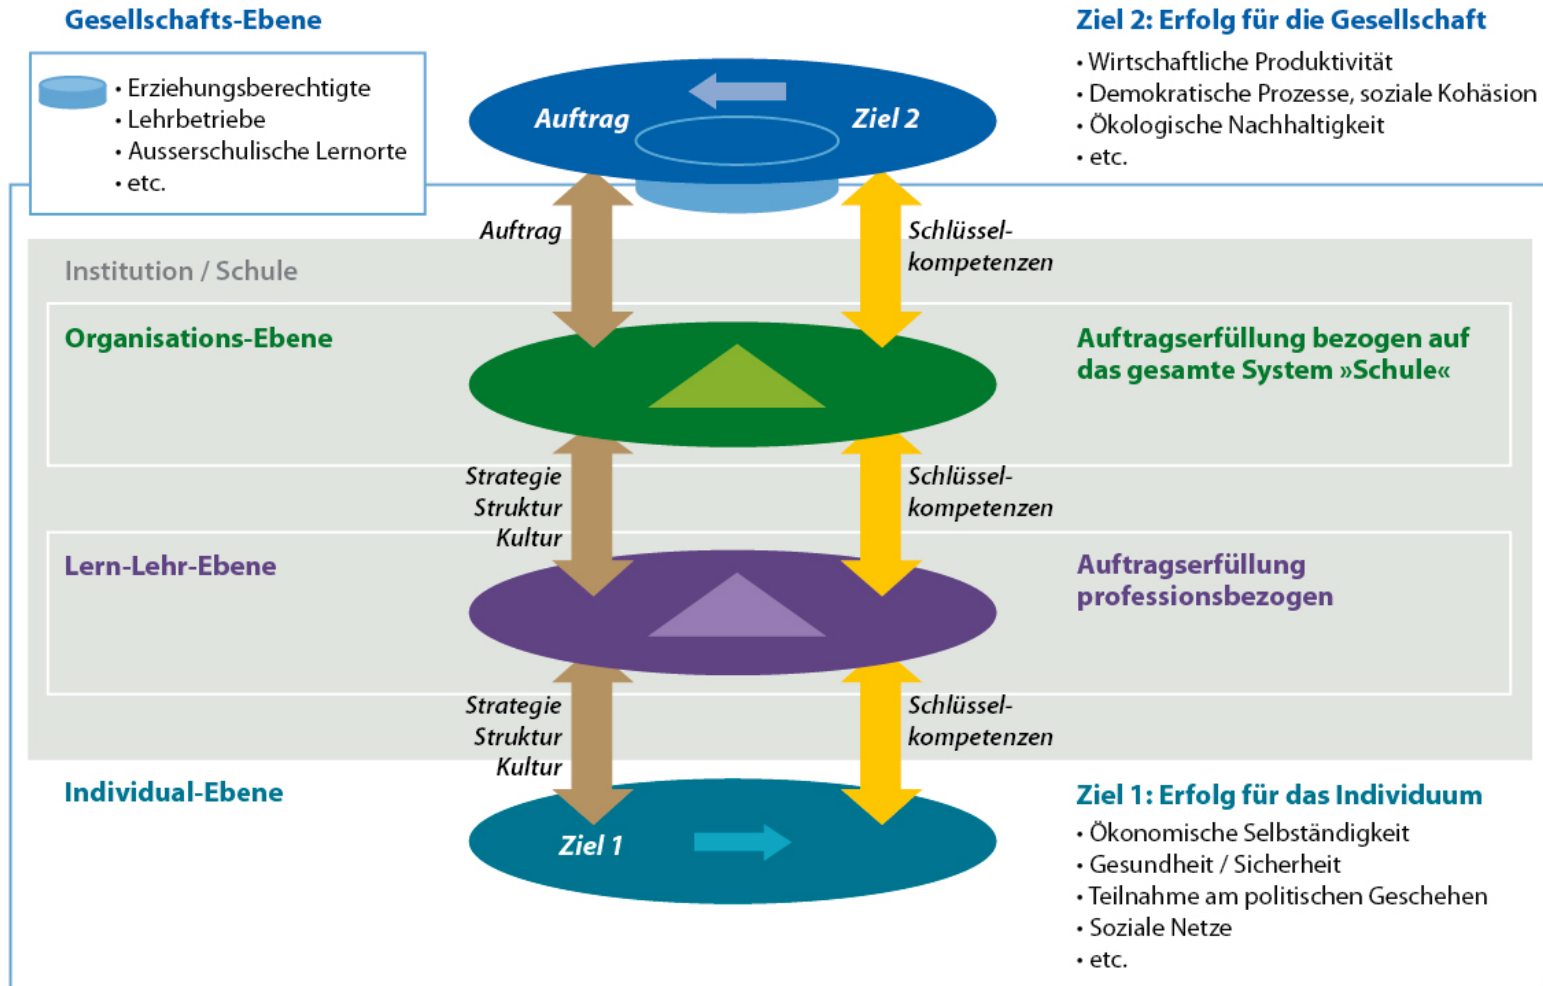 Gesellschafts-Ebene
Ziel 2: Erfolg für die Gesellschaft
• Erziehungsberechtigte
• Lehrbetriebe
• Ausserschulische Lernorte
• etc.
Auftrag
Ziel 2
• Wirtschaftliche Produktivität
• Demokratische Prozesse, soziale Kohäsion
• Ökologische Nachhaltigkeit
• etc.
Auftrag
Schlüssel-
kompetenzen
Institution / Schule
Organisations-Ebene
Auftragserfüllung bezogen auf
das gesamte System »Schule«
Strategie
Struktur
Kultur
Schlüssel-
kompetenzen
Lern-Lehr-Ebene
Auftragserfüllung
professionsbezogen
Strategie
Struktur
Kultur
Schlüssel-
kompetenzen
Individual-Ebene
Ziel 1
Ziel 1: Erfolg für das Individuum
• Ökonomische Selbständigkeit
• Gesundheit / Sicherheit
• Teilnahme am politischen Geschehen
• Soziale Netze
• etc.